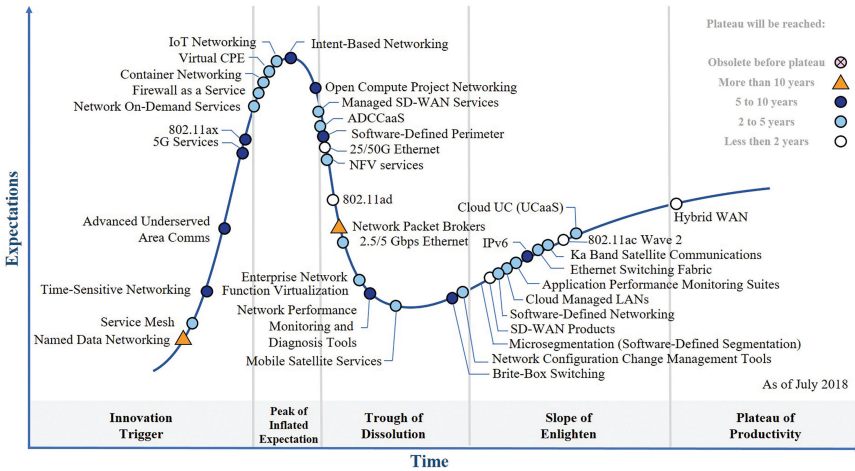 Plateau will be reached:
Obsolete before plateau
More than 10 years
5 to 10 years
2 to 5 years
Less then 2 years
Expectations
IoT Networking
Virtual CPE
Container Networking
Firewall as a Service
Network On-Demand Services
802.11ax
5G Services
Advanced Underserved
Area Comms
Time-Sensitive Networking
Service Mesh
Named Data Networking
Intent-Based Networking
Open Compute Project Networking
Managed SD-WAN Services
ADCCaaS
Software-Defined Perimeter
25/50G Ethernet
NFV services
802.11ad
Network Packet Brokers
2.5/5 Gbps Ethernet
Enterprise Network
Function Virtualization
Network Performance
Monitoring and
Diagnosis Tools
Mobile Satellite Services
Cloud UC (UCaaS)
IPv6
802.11ac Wave 2
Ka Band Satellite Communications
Ethernet Switching Fabric
Application Performance Monitoring Suites
Cloud Managed LANs
Software-Defined Networking
SD-WAN Products
Microsegmentation (Software-Defined Segmentation)
Network Configuration Change Management Tools
Brite-Box Switching
Hybrid WAN
As of July 2018
Innovation
Trigger
Peak of
Inflated
Expectation
Trough of
Dissolution
Slope of
Enlighten
Plateau of
Productivity
Time